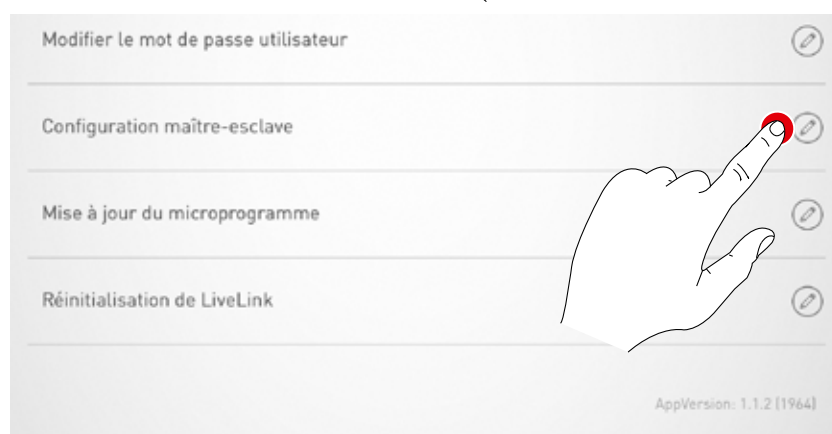 Modifier le mot de passe utilisateur
Configuration maître-esclave
Mise à jour du microprogramme
Réinitialisation de LiveLink
AppVersion: 1.1.2 (1964)